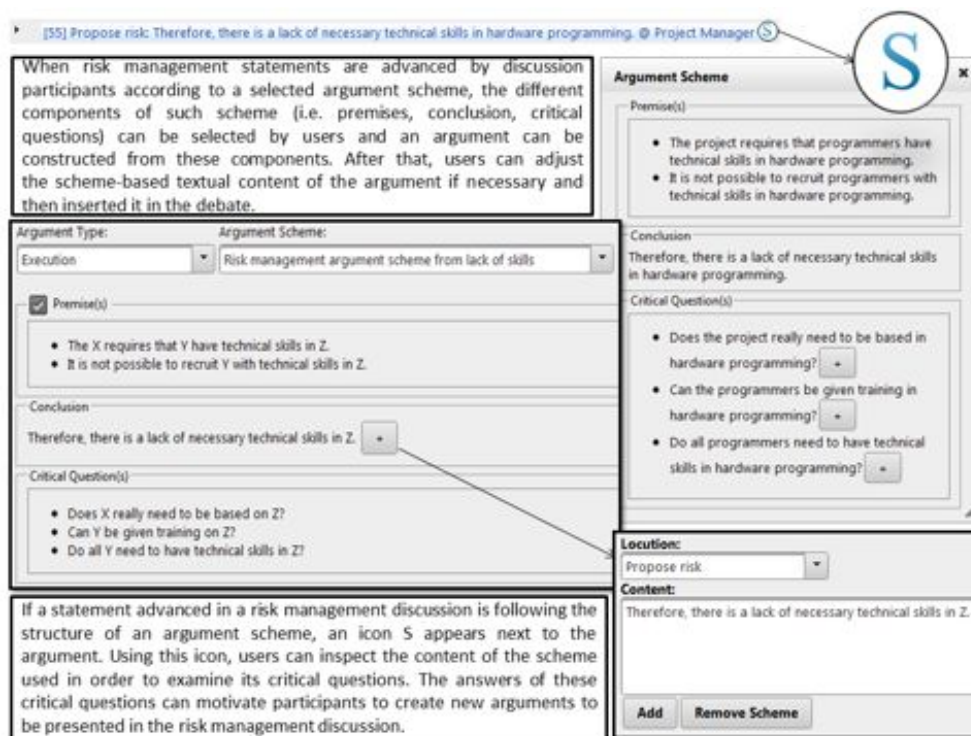 [55] Propose risk: Therefore, there is a lack of necessary technical skills in hardware programming. @ Project Manager S
S
When risk management statements are advanced by discussion
participants according to a selected argument scheme, the different
components of such scheme (i.e. premises, conclusion, critical
questions) can be selected by users and an argument can be
constructed from these components. After that, users can adjust
the scheme-based textual content of the argument if necessary and
then inserted it in the debate.
Argument Scheme
Premise(s)
• The project requires that programmers have
technical skills in hardware programming.
• It is not possible to recruit programmers with
technical skills in hardware programming.
Conclusion
Therefore, there is a lack of necessary technical skills
in hardware programming.
Critical Question(s)
• Does the project really need to be based in
hardware programming? +
• Can the programmers be given training in
hardware programming? +
• Do all programmers need to have technical
skills in hardware programming? +
Argument Type: Argument Scheme:
Execution Risk management argument scheme from lack of skills
Premise(s)
• The X requires that Y have technical skills in Z.
• It is not possible to recruit Y with technical skills in Z.
Conclusion
Therefore, there is a lack of necessary technical skills in Z. +
Critical Question(s)
• Does X really need to be based on Z?
• Can Y be given training on Z?
• Do all Y need to have technical skills in Z?
Locution:
Propose risk
Content:
Therefore, there is a lack of necessary technical skills in Z.
Add Remove Scheme
If a statement advanced in a risk management discussion is following the
structure of an argument scheme, an icon S appears next to the
argument. Using this icon, users can inspect the content of the scheme
used in order to examine its critical questions. The answers of these
critical questions can motivate participants to create new arguments to
be presented in the risk management discussion.